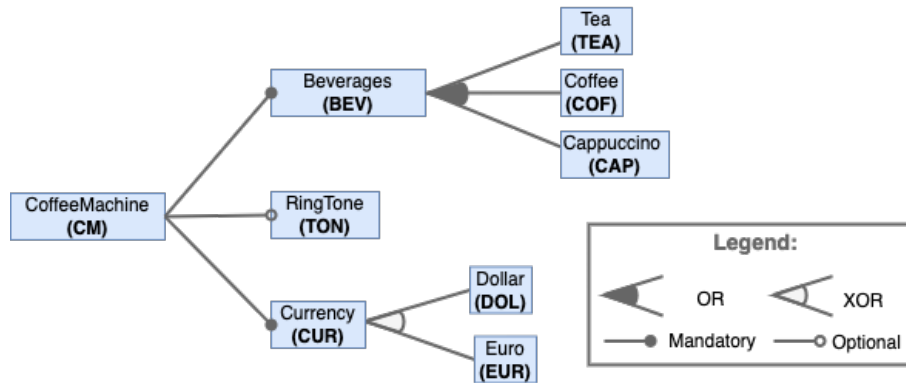 Tea
(TEA)
Beverages
(BEV)
Coffee
(COF)
Cappuccino
(CAP)
CoffeeMachine
(CM)
RingTone
(TON)
Currency
(CUR)
Dollar
(DOL)
Euro
(EUR)
Legend:
OR
XOR
Mandatory
Optional